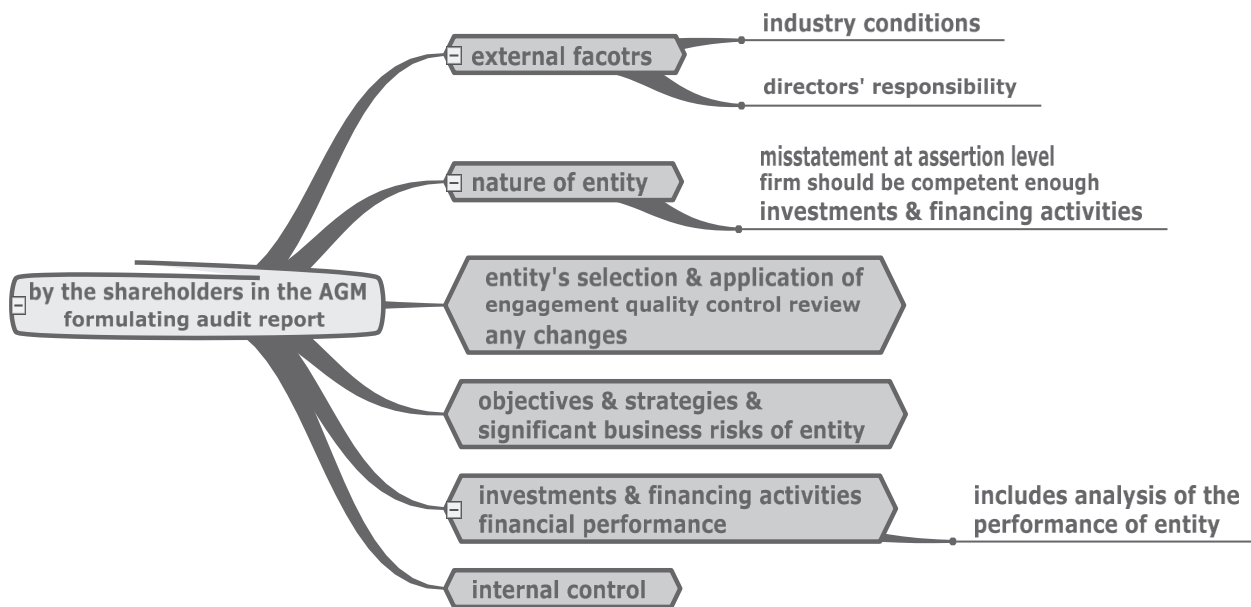 external facotrs
industry conditions
directors' responsibility
nature of entity
misstatement at assertion level
firm should be competent enough
investments & financing activities
by the shareholders in the AGM
formulating audit report
entity's selection & application of
engagement quality control review
any changes
objectives & strategies &
significant business risks of entity
investments & financing activities
financial performance
includes analysis of the
performance of entity
internal control